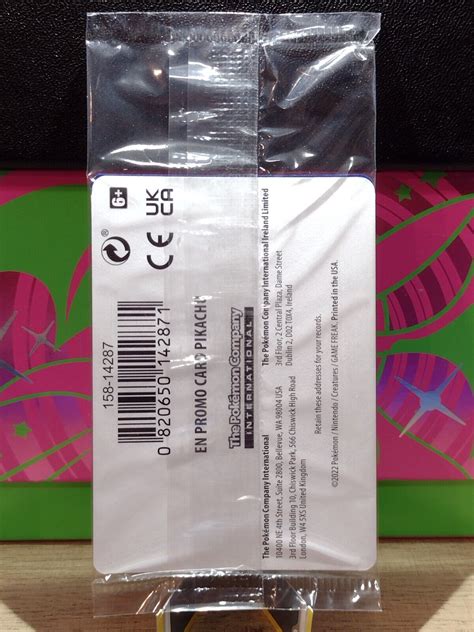 6+
UK
CA
CE
158-14287
0 820650 142871
EN PROMO CARD PIKACHU
The Pokémon Company
INTERNATIONAL
The Pokémon Company International
10400 NE 4th Street, Suite 2800, Bellevue, WA 98004 USA
3rd Floor Building 10, Chiswick Park, 566 Chiswick High Road
London, W4 5XS United Kingdom
The Pokémon Company International Ireland Limited
3rd Floor, 2 Central Plaza, Dame Street
Dublin 2, D02 T0X4, Ireland
Retain these addresses for your records.
©2022 Pokémon / Nintendo / Creatures / GAME FREAK. Printed in the USA.